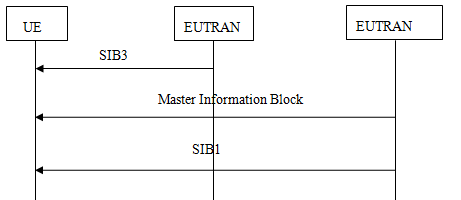 UE
EUTRAN
EUTRAN
SIB3
Master Information Block
SIB1